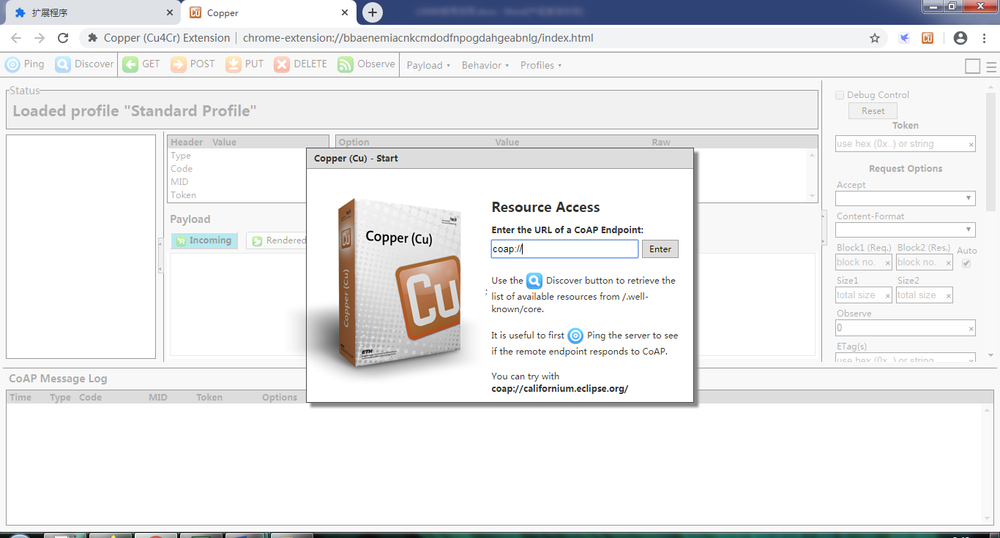 扩展程序
Copper
Copper (Cu4Cr) Extension | chrome-extension://bbaenemiacnkcmdodfnpogdahgeabnlg/index.html
Ping Discover GET POST PUT DELETE Observe Payload Behavior Profiles
Status
Loaded profile "Standard Profile"
Debug Control
Reset
Token
use hex (0x..) or string
Header Value
Option Value Raw
Type
Code
MID
Token
Request Options
Accept
Content-Format
Block1 (Req.) Block2 (Res.) Auto
block no. block no.
Size1 Size2
total size total size
Observe
0
ETag(s)
use hex (0x..) or string
Payload
Incoming Rendered
Copper (Cu) - Start
Copper (Cu)
Copper (Cu)
Cu
Cu
ETH
Resource Access
Enter the URL of a CoAP Endpoint:
coap://
Enter
Use the Discover button to retrieve the
; list of available resources from /.well-
known/core.
It is useful to first Ping the server to see
if the remote endpoint responds to CoAP.
You can try with
coap://californium.eclipse.org/
CoAP Message Log
Time Type Code MID Token Options